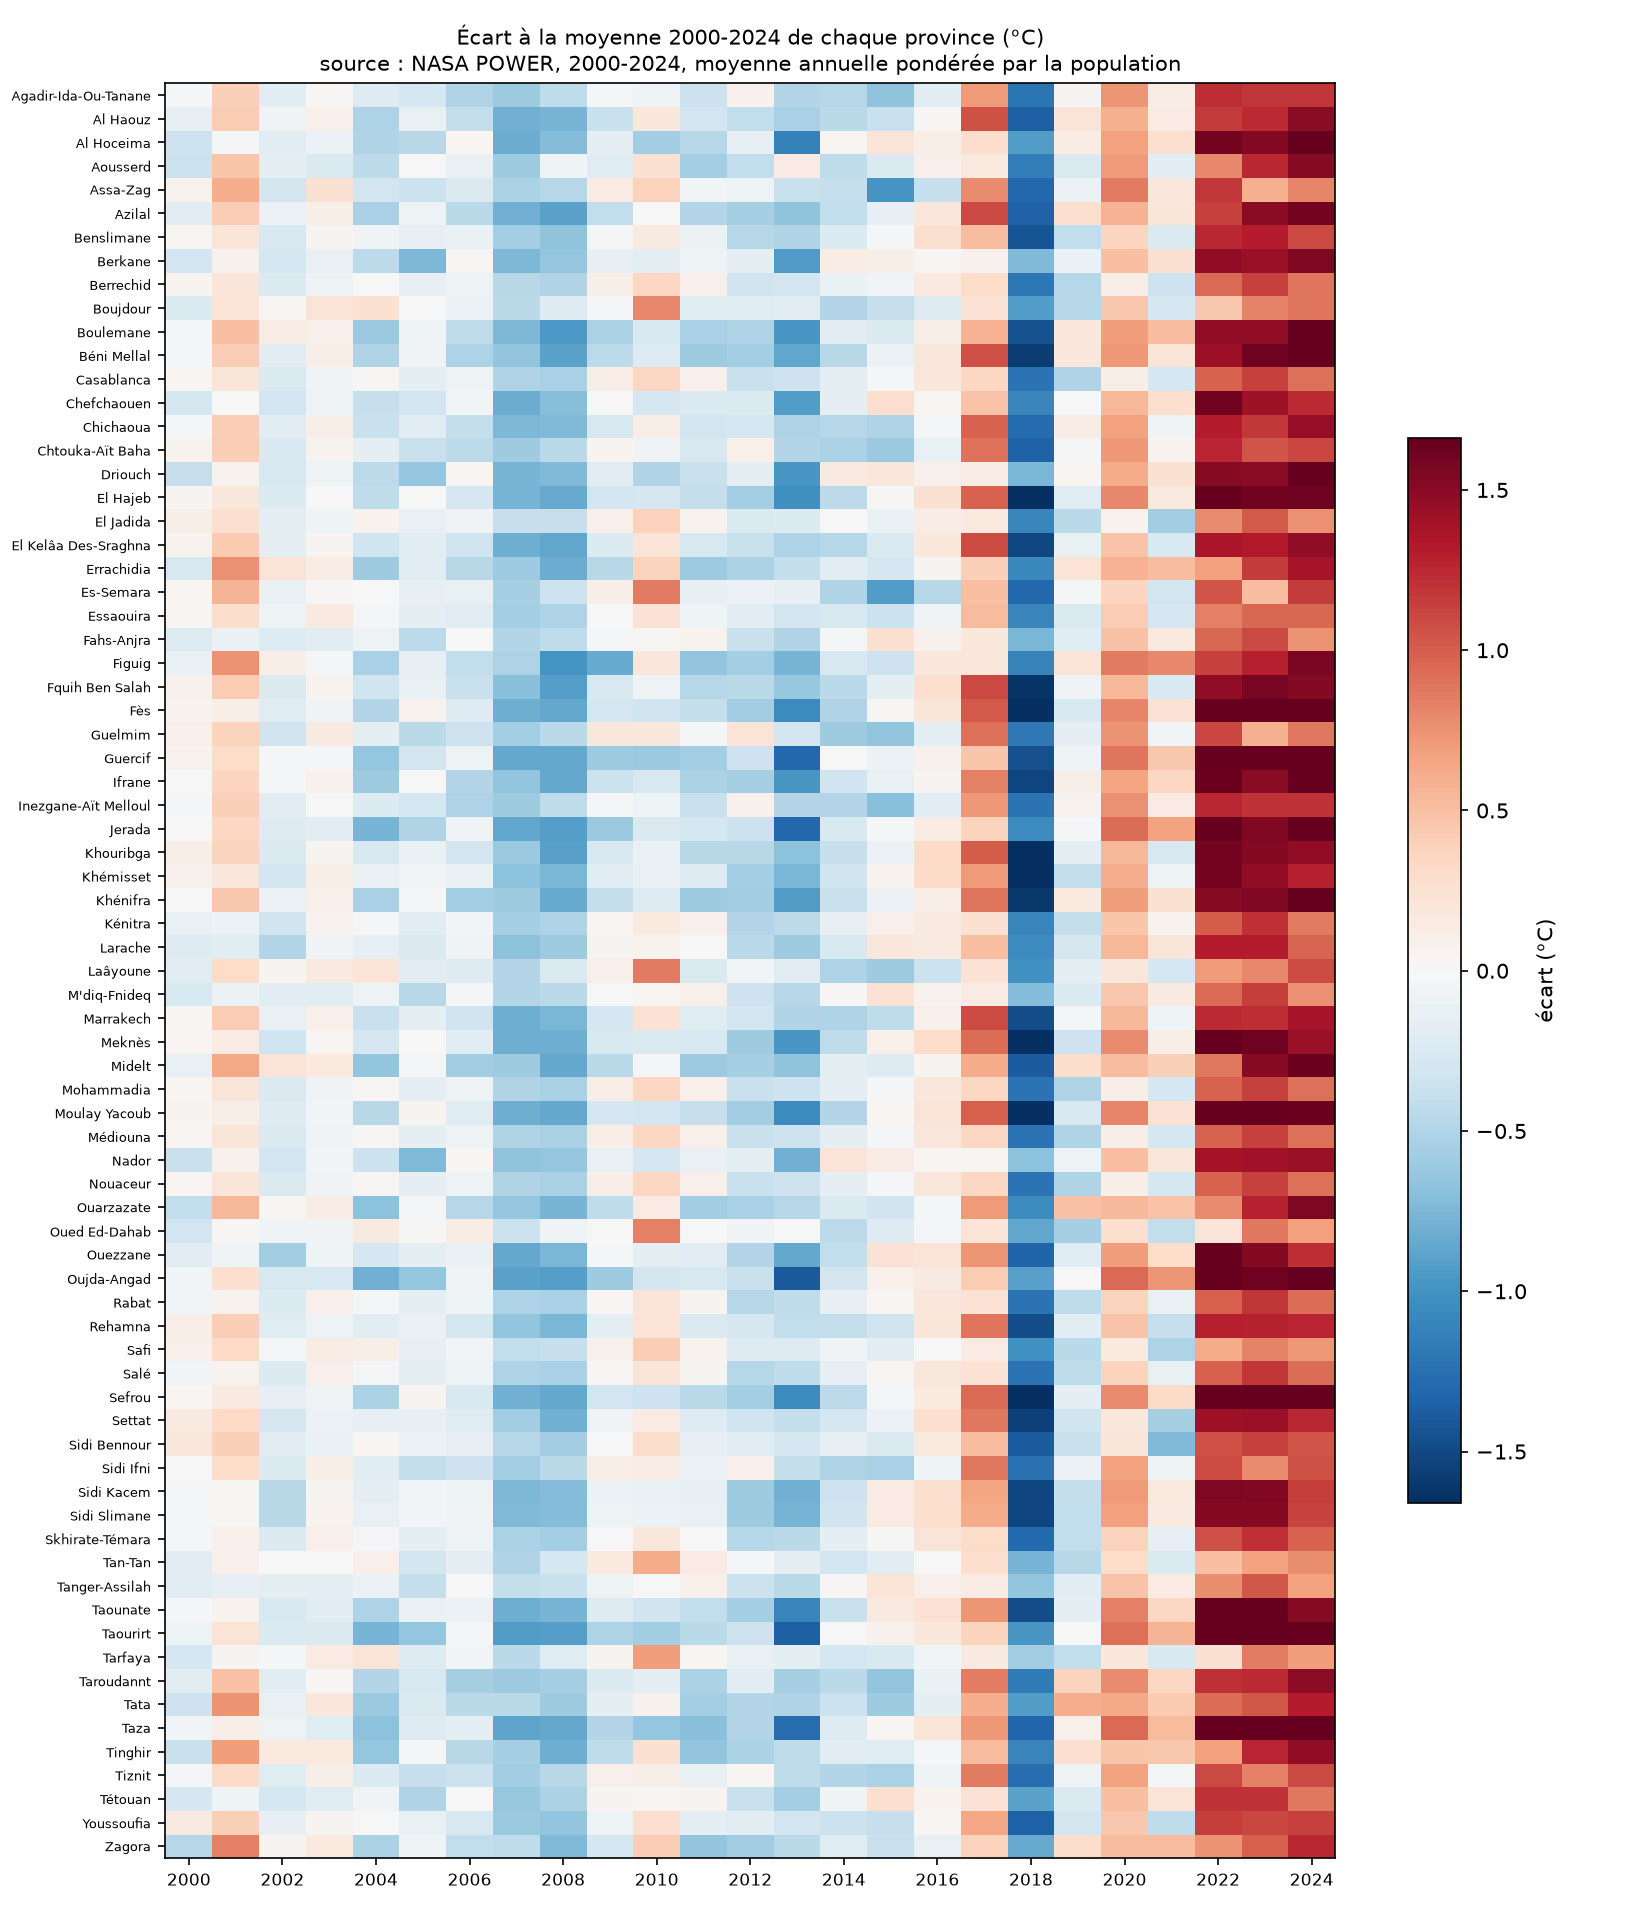 Écart à la moyenne 2000-2024 de chaque province (°C)
source : NASA POWER, 2000-2024, moyenne annuelle pondérée par la population
Agadir-Ida-Ou-Tanane
Al Haouz
Al Hoceima
Aousserd
Assa-Zag
Azilal
Benslimane
Berkane
Berrechid
Boujdour
Boulemane
Béni Mellal
Casablanca
Chefchaouen
Chichaoua
Chtouka-Aït Baha
Driouch
El Hajeb
El Jadida
El Kelâa Des-Sraghna
Errachidia
Es-Semara
Essaouira
Fahs-Anjra
Figuig
Fquih Ben Salah
Fès
Guelmim
Guercif
Ifrane
Inezgane-Aït Melloul
Jerada
Khouribga
Khémisset
Khénifra
Kénitra
Larache
Laâyoune
M'diq-Fnideq
Marrakech
Meknès
Midelt
Mohammadia
Moulay Yacoub
Médiouna
Nador
Nouaceur
Ouarzazate
Oued Ed-Dahab
Ouezzane
Oujda-Angad
Rabat
Rehamna
Safi
Salé
Sefrou
Settat
Sidi Bennour
Sidi Ifni
Sidi Kacem
Sidi Slimane
Skhirate-Témara
Tan-Tan
Tanger-Assilah
Taounate
Taourirt
Tarfaya
Taroudannt
Tata
Taza
Tinghir
Tiznit
Tétouan
Youssoufia
Zagora
2000 2002 2004 2006 2008 2010 2012 2014 2016 2018 2020 2022 2024
1.5
1.0
0.5
0.0
−0.5
−1.0
−1.5
écart (°C)